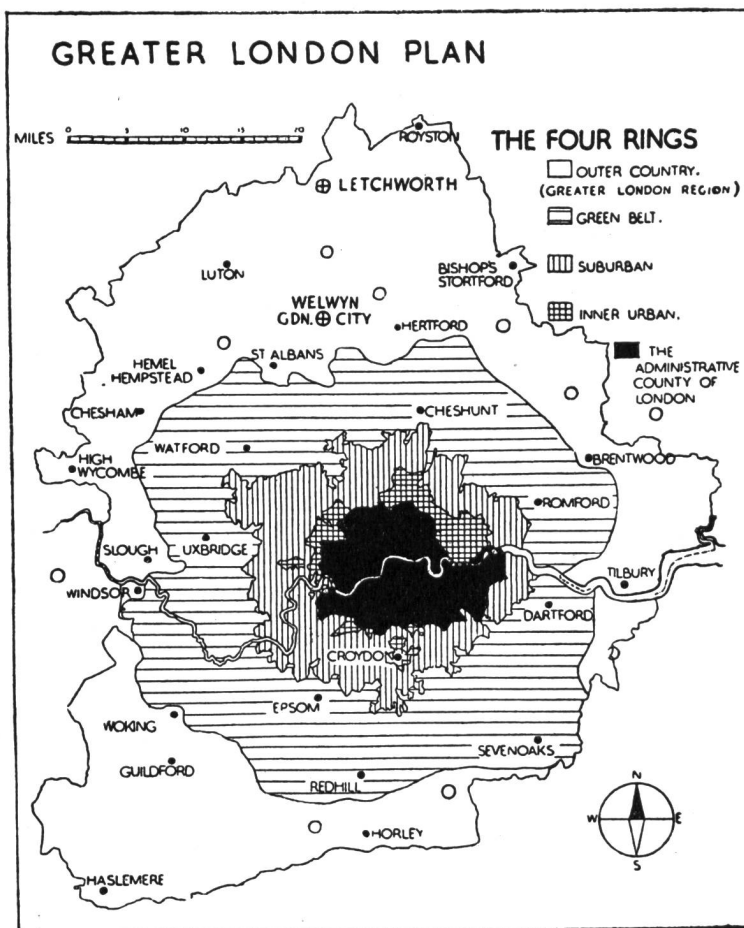 GREATER LONDON PLAN
MILES 0 5 10 20
ROYSTON
THE FOUR RINGS
OUTER COUNTRY.
(GREATER LONDON REGION)
GREEN BELT.
SUBURBAN
INNER URBAN.
THE
ADMINISTRATIVE
COUNTY OF
LONDON
LETCHWORTH
LUTON
BISHOP'S
STORTFORD
WELWYN
GDN. CITY
HERTFORD
ST ALBANS
HEMEL
HEMPSTEAD
CHESHAM
CHESHUNT
WATFORD
HIGH
WYCOMBE
BRENTWOOD
ROMFORD
SLOUGH
UXBRIDGE
WINDSOR
TILBURY
DARTFORD
CROYDON
EPSOM
WOKING
SEVENOAKS
GUILDFORD
REDHILL
HORLEY
HASLEMERE
N
W E
S